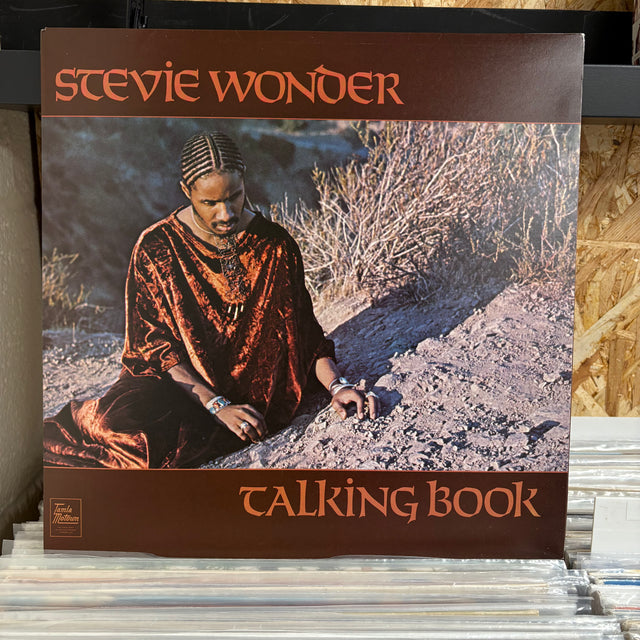 STEVIE WONDER
TALKING BOOK
Tamla
Motown